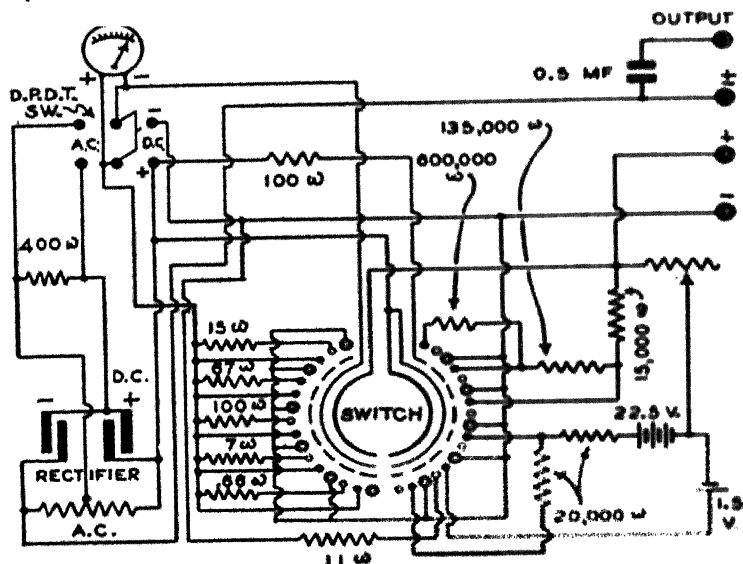 OUTPUT
0.5 MF
+
−
D.P.D.T.
SW.
A.C.
D.C.
−
+
±
+
−
135,000 ω
600,000
ω
100 ω
400 ω
15 ω
67 ω
100 ω
7 ω
.66 ω
SWITCH
15,000 ω
22.5 V.
D.C.
−
+
RECTIFIER
A.C.
20,000 ω
1.5
V.
11 ω